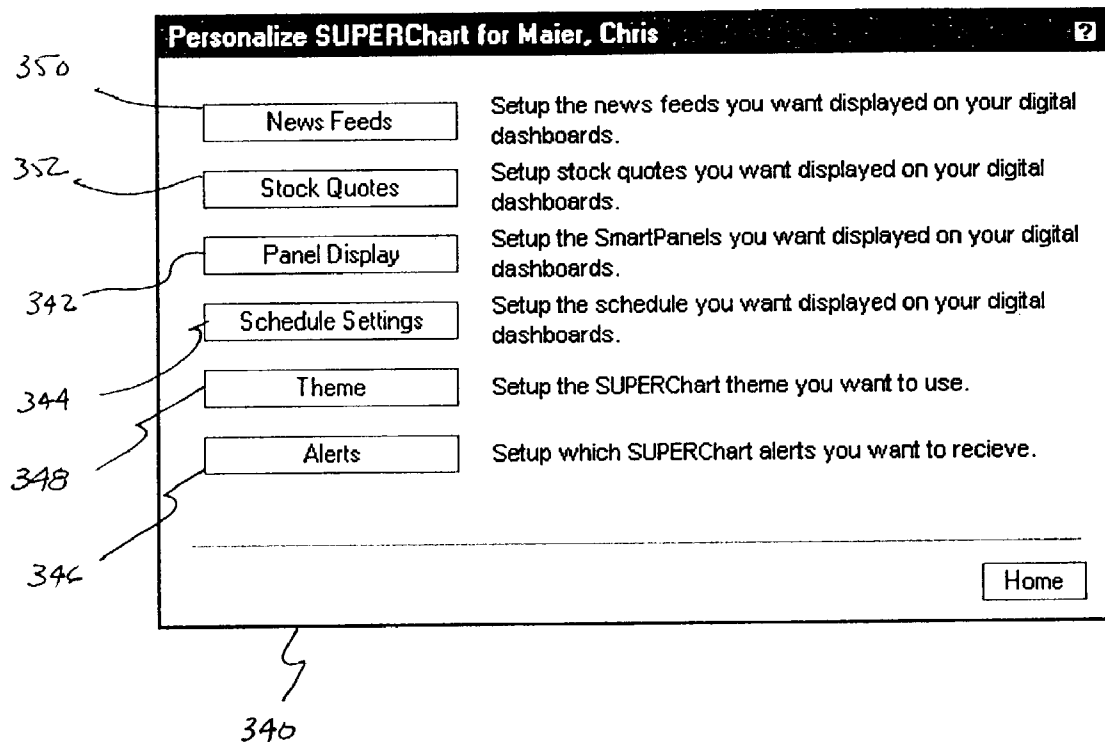 Personalize SUPERChart for Maier, Chris ?
350
News Feeds
Setup the news feeds you want displayed on your digital
dashboards.
352
Stock Quotes
Setup stock quotes you want displayed on your digital
dashboards.
Panel Display
Setup the SmartPanels you want displayed on your digital
dashboards.
342
Schedule Settings
Setup the schedule you want displayed on your digital
dashboards.
344
Theme
Setup the SUPERChart theme you want to use.
348
Alerts
Setup which SUPERChart alerts you want to recieve.
346
Home
340